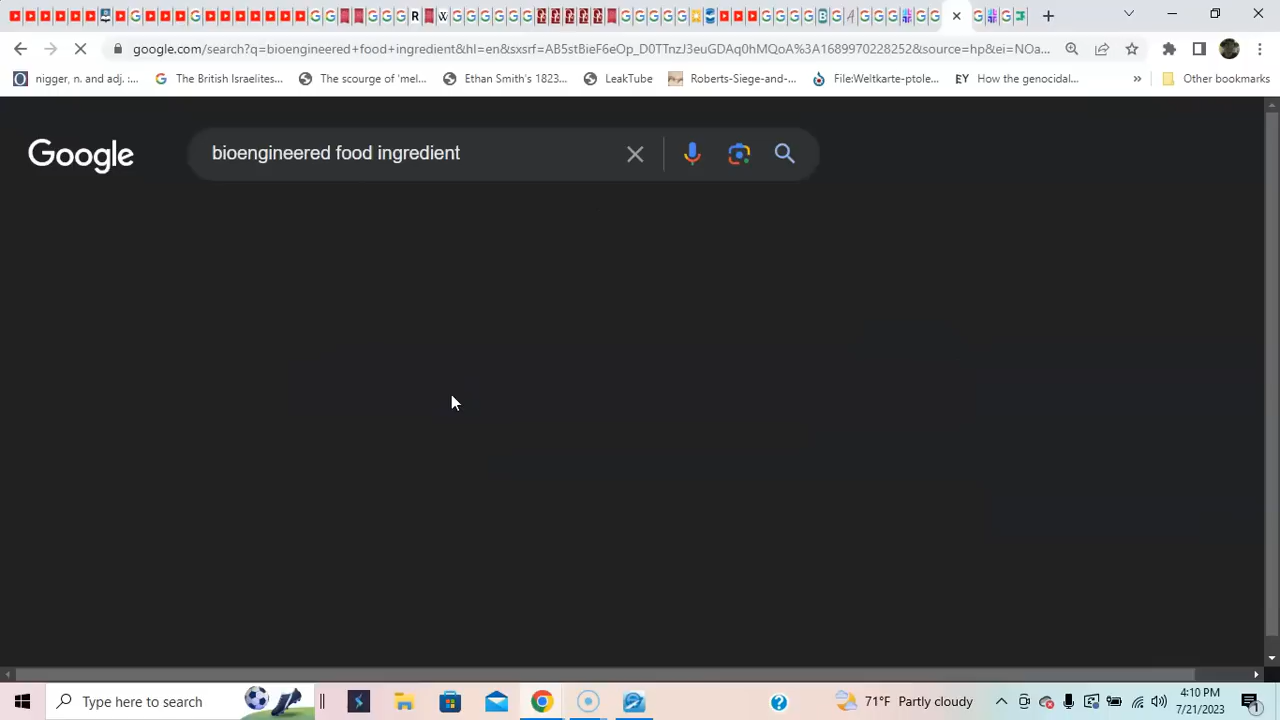 google.com/search?q=bioengineered+food+ingredient&hl=en&sxsrf=AB5stBieF6eOp_D0TTnzJ3euGDAq0hMQoA%3A1689970228252&source=hp&ei=NOa...
nigger, n. and adj. :... The British Israelites... The scourge of 'mel... Ethan Smith's 1823... LeakTube Roberts-Siege-and-... File:Weltkarte-ptole... EY How the genocidal... » Other bookmarks
Google bioengineered food ingredient
Type here to search 71°F Partly cloudy 4:10 PM
7/21/2023